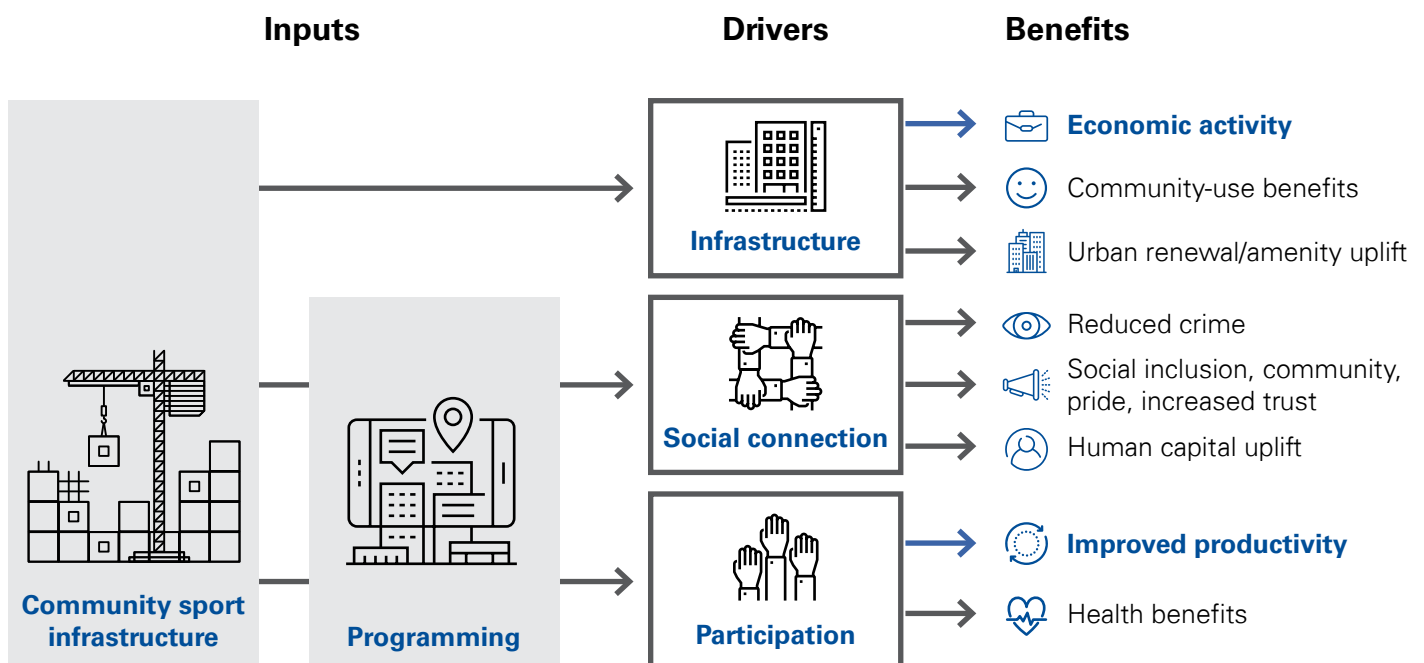 Inputs
Drivers
Benefits
Community sport
infrastructure
Programming
Infrastructure
Social connection
Participation
Economic activity
Community-use benefits
Urban renewal/amenity uplift
Reduced crime
Social inclusion, community,
pride, increased trust
Human capital uplift
Improved productivity
Health benefits